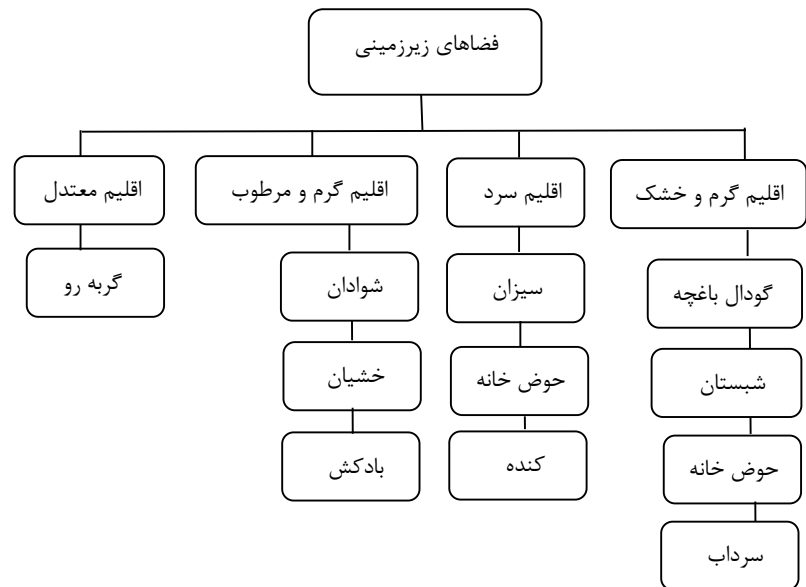 فضاهای زیرزمینی
اقلیم گرم و خشک
اقلیم سرد
اقلیم گرم و مرطوب
اقلیم معتدل
گودال باغچه
شبستان
حوض خانه
سرداب
سیزان
حوض خانه
کنده
شوادان
خشیان
بادکش
گربه رو